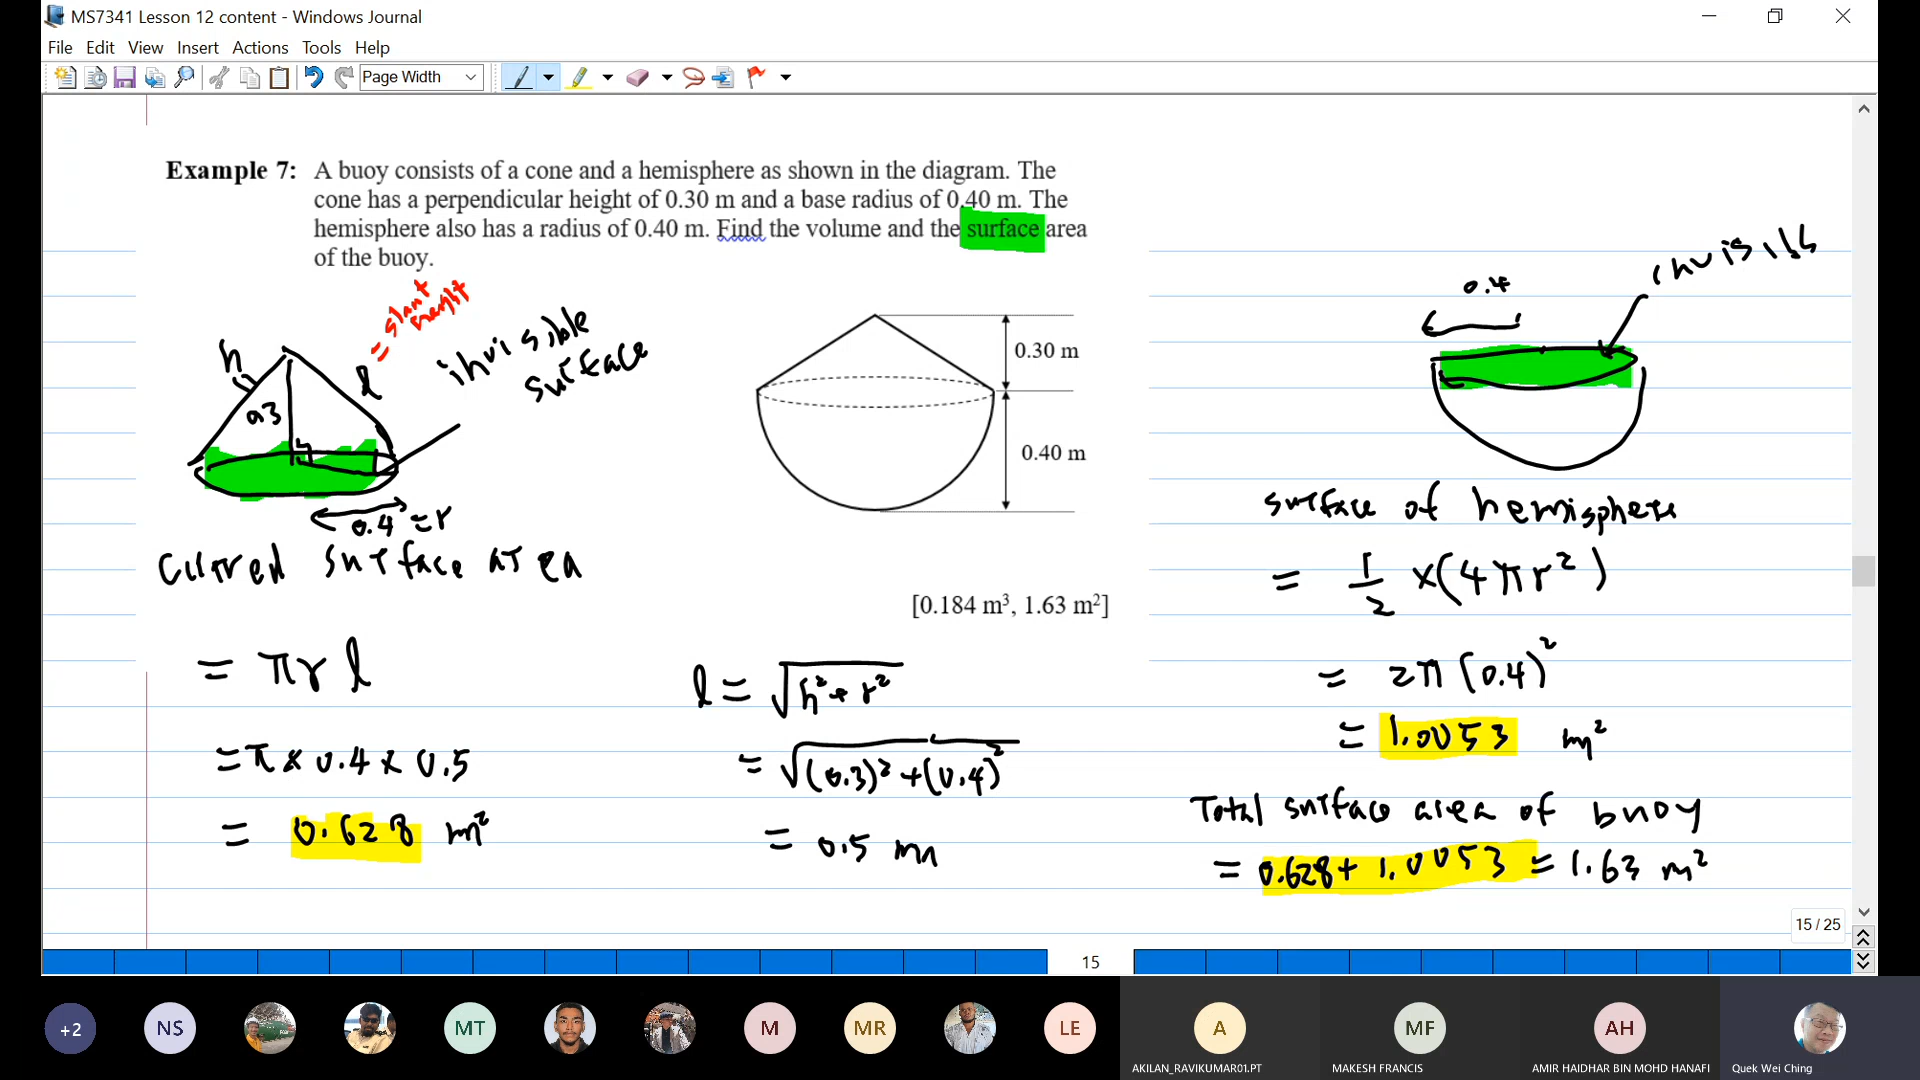 MS7341 Lesson 12 content - Windows Journal
File Edit View Insert Actions Tools Help
Page Width
Example 7: A buoy consists of a cone and a hemisphere as shown in the diagram. The
cone has a perpendicular height of 0.30 m and a base radius of 0.40 m. The
hemisphere also has a radius of 0.40 m. Find the volume and the surface area
of the buoy.
= slant
height
h
l
0.3
invisible
surface
0.4 = r
0.30 m
0.40 m
[0.184 m³, 1.63 m²]
invisible
0.4
surface of hemisphere
= 1/2 x(4πr²)
= 2π (0.4)²
= 1.0053 m²
Total surface area of buoy
= 0.628 + 1.0053 = 1.63 m²
surface area
= πr l
= π x 0.4 x 0.5
= 0.628 m²
l = √h² + r²
= √(0.3)² + (0.4)²
= 0.5 m
15 / 25
15
+2
NS
MT
M
MR
LE
A
MF
AH
AKILAN_RAVIKUMAR01.PT
MAKESH FRANCIS
AMIR HAIDHAR BIN MOHD HANAFI
Quek Wei Ching